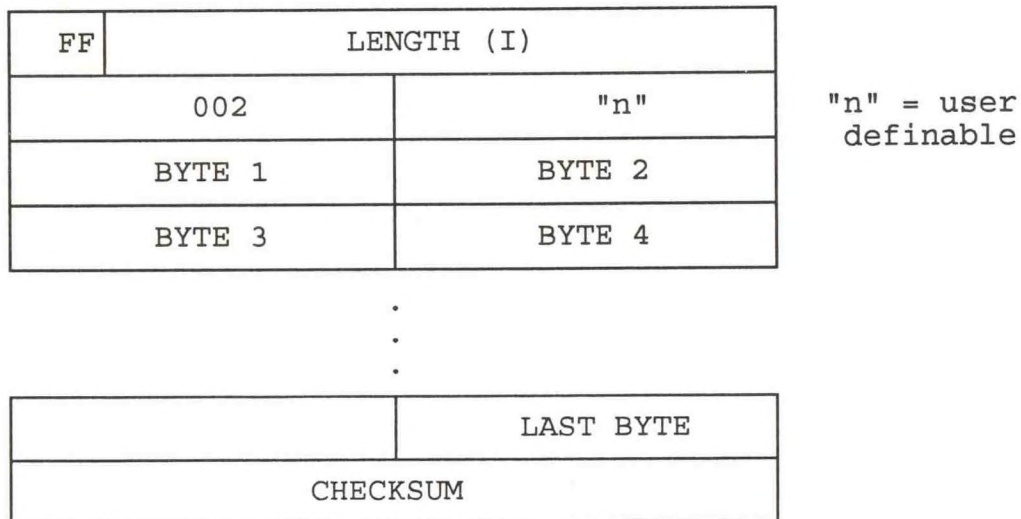 FF LENGTH (I)
002 "n" "n" = user
definable
BYTE 1 BYTE 2
BYTE 3 BYTE 4
.
.
.
LAST BYTE
CHECKSUM